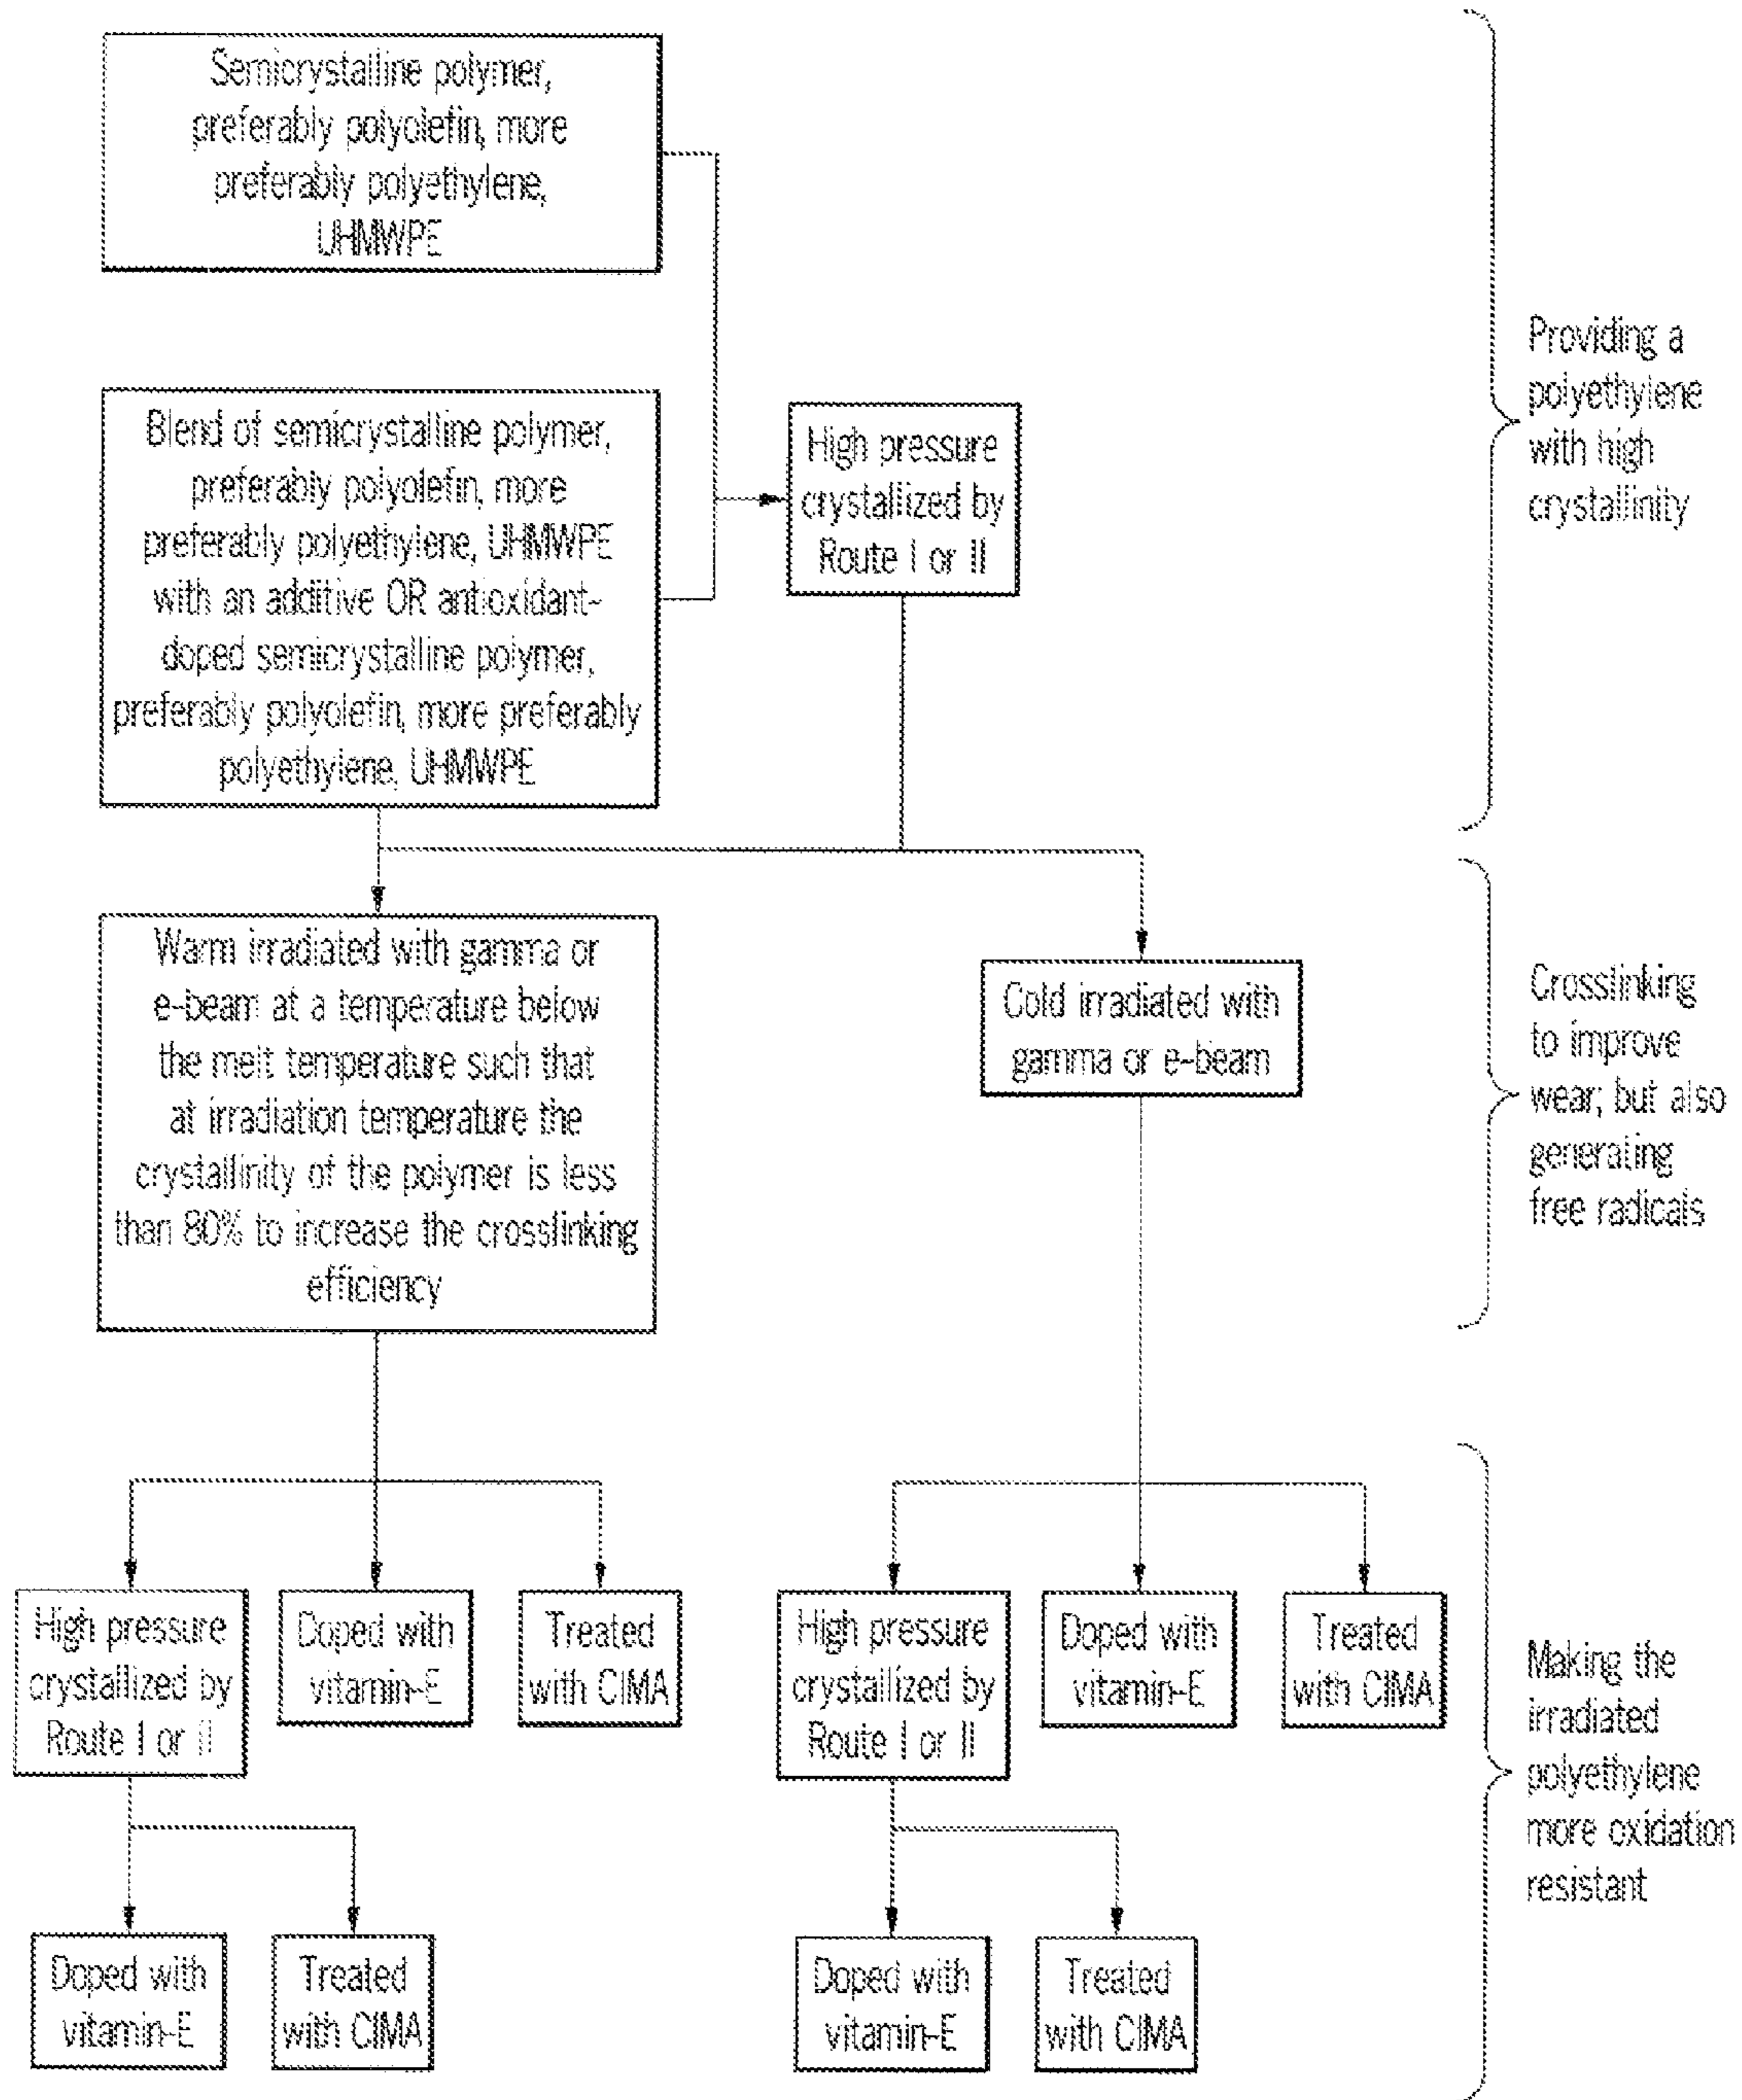 Semicrystalline polymer,
preferably polyolefin, more
preferably polyethylene,
UHMWPE
Blend of semicrystalline polymer,
preferably polyolefin, more
preferably polyethylene, UHMWPE
with an additive OR antioxidant-
doped semicrystalline polymer,
preferably polyolefin, more preferably
polyethylene, UHMWPE
High pressure
crystallized by
Route I or II
Providing a
polyethylene
with high
crystallinity
Warm irradiated with gamma or
e-beam at a temperature below
the melt temperature such that
at irradiation temperature the
crystallinity of the polymer is less
than 80% to increase the crosslinking
efficiency
Cold irradiated with
gamma or e-beam
Crosslinking
to improve
wear; but also
generating
free radicals
High pressure
crystallized by
Route I or II
Doped with
vitamin-E
Treated
with CIMA
High pressure
crystallized by
Route I or II
Doped with
vitamin-E
Treated
with CIMA
Making the
irradiated
polyethylene
more oxidation
resistant
Doped with
vitamin-E
Treated
with CIMA
Doped with
vitamin-E
Treated
with CIMA